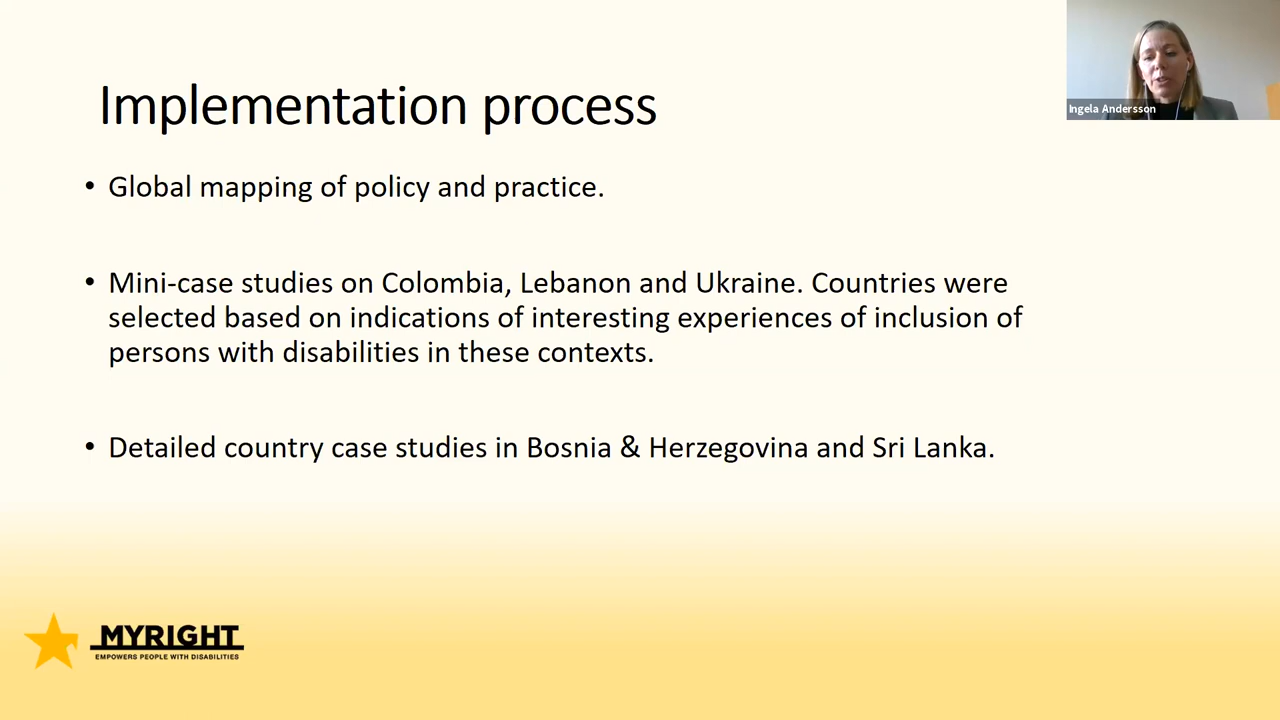 Implementation process
Ingela Andersson
• Global mapping of policy and practice.
• Mini-case studies on Colombia, Lebanon and Ukraine. Countries were
selected based on indications of interesting experiences of inclusion of
persons with disabilities in these contexts.
• Detailed country case studies in Bosnia & Herzegovina and Sri Lanka.
MYRIGHT
EMPOWERS PEOPLE WITH DISABILITIES